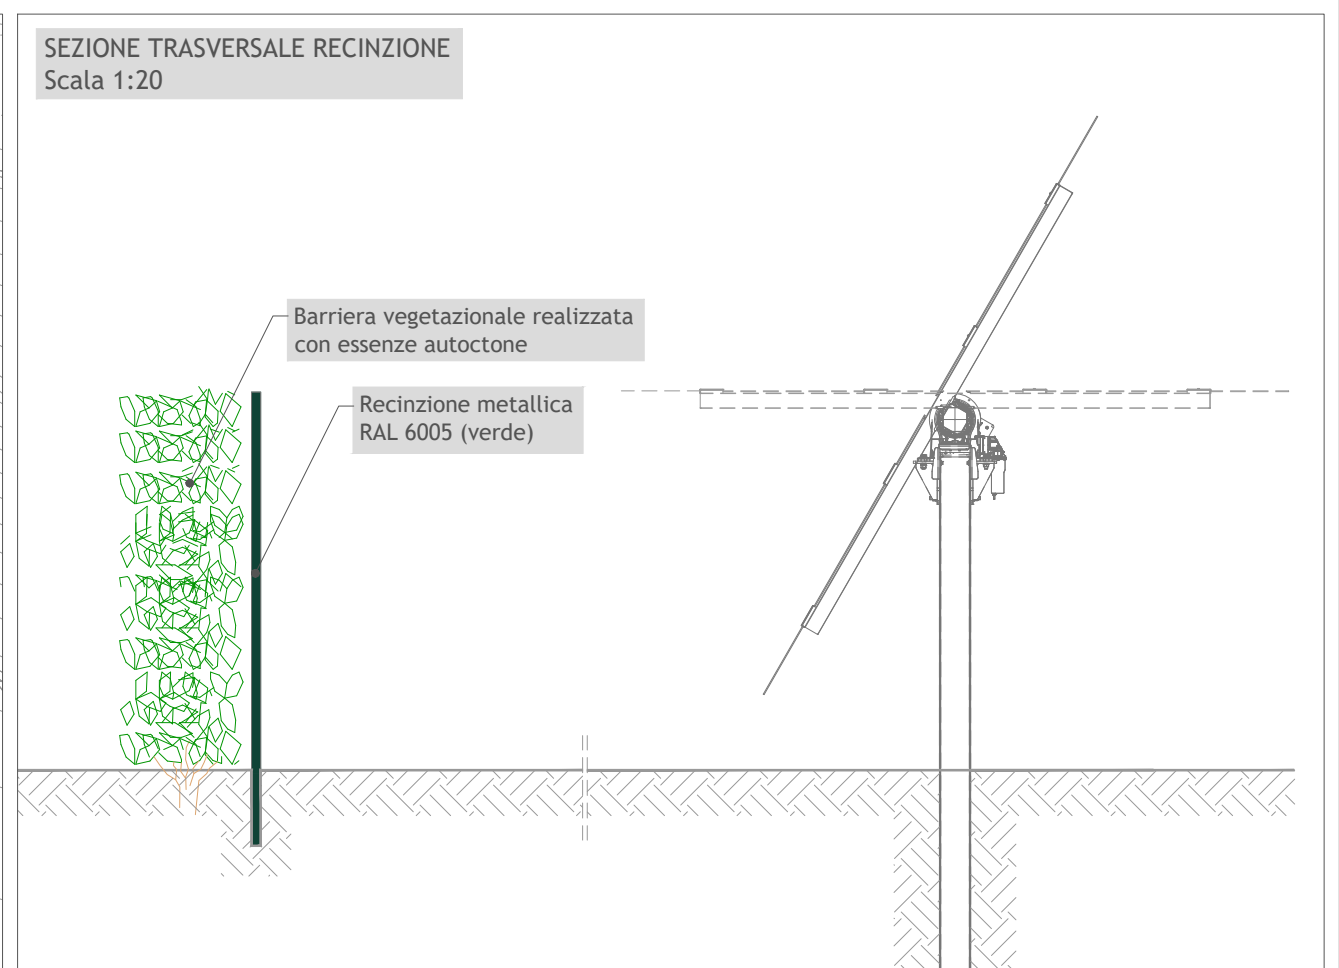 SEZIONE TRASVERSALE RECINZIONE
Scala 1:20
Barriera vegetazionale realizzata
con essenze autoctone
Recinzione metallica
RAL 6005 (verde)